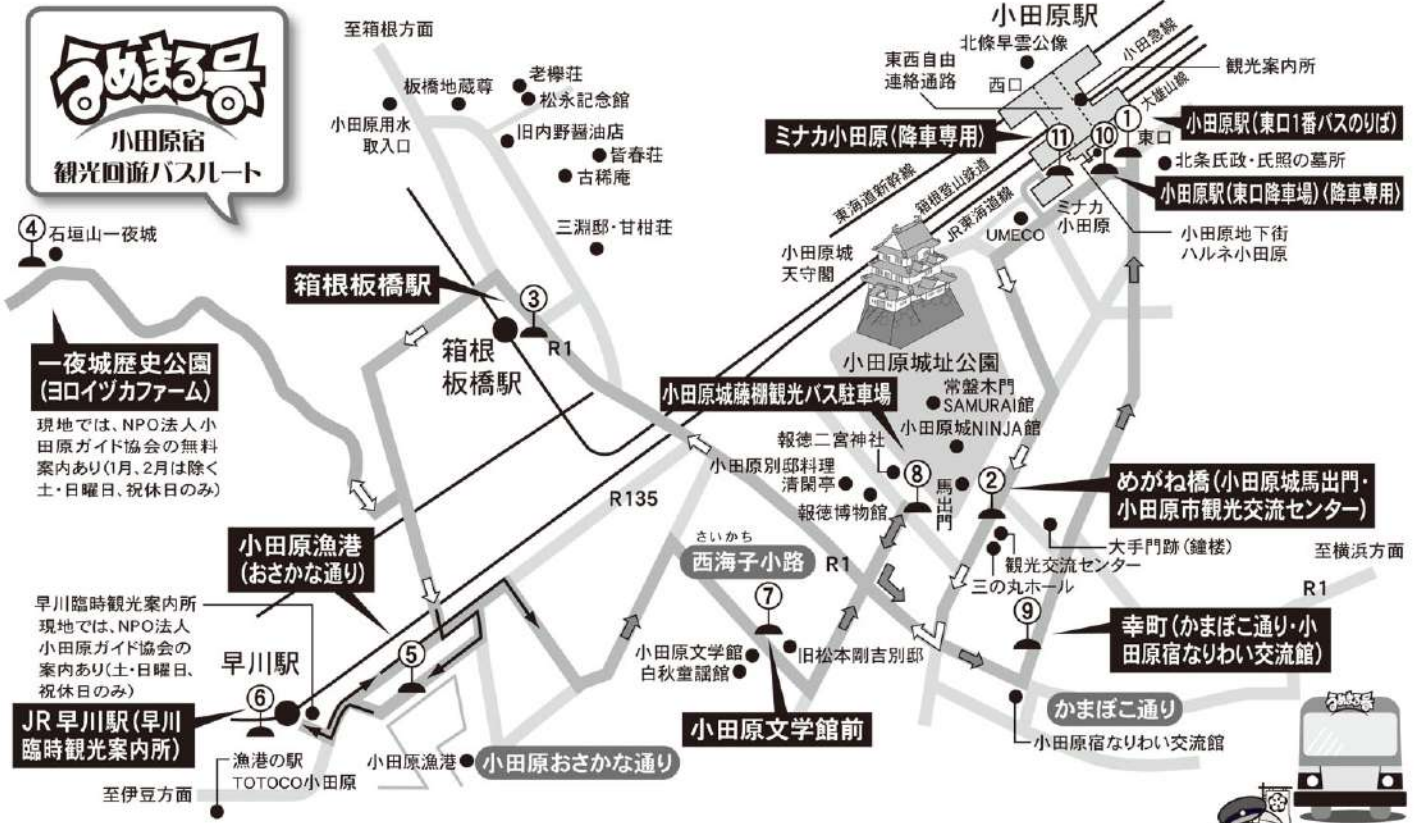 うめまる号
小田原宿
観光回遊バスルート
至箱根方面
板橋地蔵尊
老欅荘
松永記念館
小田原用水
取入口
旧内野醤油店
皆春荘
古稀庵
三淵邸・甘柑荘
④
石垣山一夜城
一夜城歴史公園
(ヨロイヅカファーム)
現地では、NPO法人小
田原ガイド協会の無料
案内あり(1月、2月は除く
土・日曜日、祝休日のみ)
箱根板橋駅
③
箱根
板橋駅
R1
小田原駅
北條早雲公像
東西自由
連絡通路
西口
小田急線
大雄山線
観光案内所
ミナカ小田原〈降車専用〉
⑪
⑩
①
東口
小田原駅(東口1番バスのりば)
北条氏政・氏照の墓所
小田原駅(東口降車場)〈降車専用〉
東海道新幹線
箱根登山鉄道
JR東海道線
UMECO
ミナカ
小田原
小田原地下街
ハルネ小田原
小田原城
天守閣
小田原城址公園
小田原城藤棚観光バス駐車場
常盤木門
SAMURAI館
小田原城NINJA館
報徳二宮神社
小田原別邸料理
清閑亭
報徳博物館
⑧
馬出門
②
めがね橋(小田原城馬出門・
小田原市観光交流センター)
大手門跡(鐘楼)
観光交流センター
三の丸ホール
至横浜方面
R1
R135
R1
さいかち
西海子小路
⑦
小田原文学館
白秋童謡館
旧松本剛吉別邸
小田原文学館前
⑨
幸町(かまぼこ通り・小
田原宿なりわい交流館)
かまぼこ通り
小田原宿なりわい交流館
小田原漁港
(おさかな通り)
⑤
早川臨時観光案内所
現地では、NPO法人
小田原ガイド協会の
案内あり(土・日曜日、
祝休日のみ)
早川駅
⑥
JR早川駅(早川
臨時観光案内所)
漁港の駅
TOTOCO小田原
至伊豆方面
小田原漁港
小田原おさかな通り
うめまる号